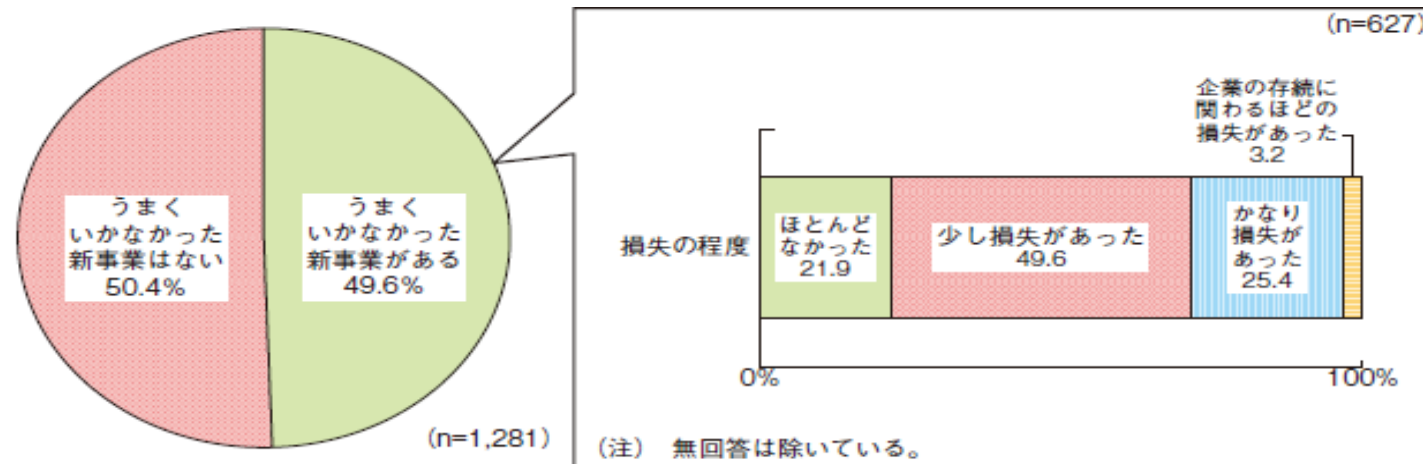 うまく
いかなかった
新事業はない
50.4%
うまく
いかなかった
新事業がある
49.6%
(n=1,281)
(n=627)
企業の存続に
関わるほどの
損失があった
3.2
損失の程度
ほとんど
なかった
21.9
少し損失があった
49.6
かなり
損失が
あった
25.4
0%
100%
(注) 無回答は除いている。